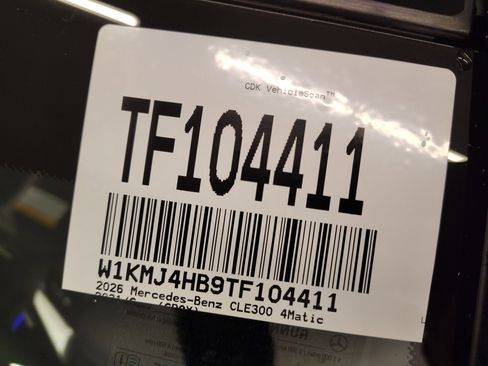 CDK VehicleScan™
TF104411
W1KMJ4HB9TF104411
2026 Mercedes-Benz CLE300 4Matic